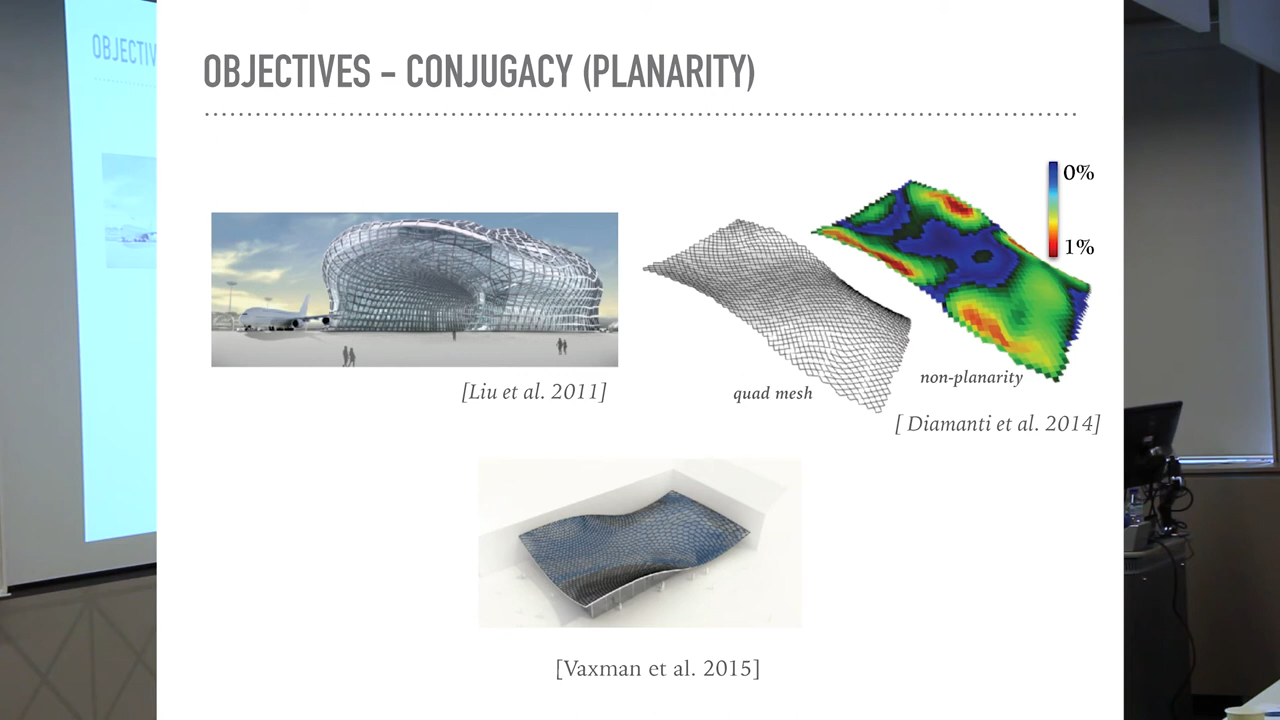 OBJECTIV
OBJECTIVES - CONJUGACY (PLANARITY)
0%
1%
[Liu et al. 2011]
quad mesh
non-planarity
[ Diamanti et al. 2014]
[Vaxman et al. 2015]